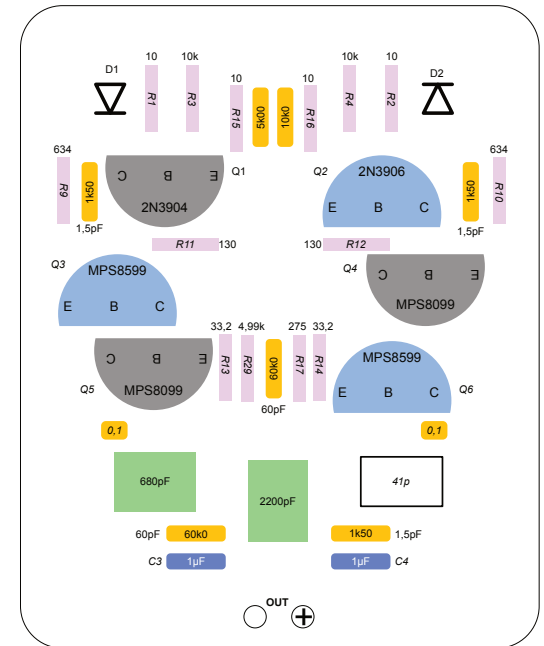 10 10k 10k 10
D1 D2
R1 R3 R4 R2
10 10
R15 5k00 10k0 R16
634 634
R9 1k50 1k50 R10
C B E Q1
2N3904
Q2 2N3906
E B C
1,5pF 1,5pF
R11 130
130 R12
Q3 MPS8599
E B C
Q4 C B E
MPS8099
33,2 4,99k 275 33,2
R13 R29 60k0 R17 R14
60pF
C B E
Q5 MPS8099
MPS8599
E B C Q6
0,1 0,1
680pF 2200pF 41p
60pF 60k0 1k50 1,5pF
C3 1µF 1µF C4
OUT